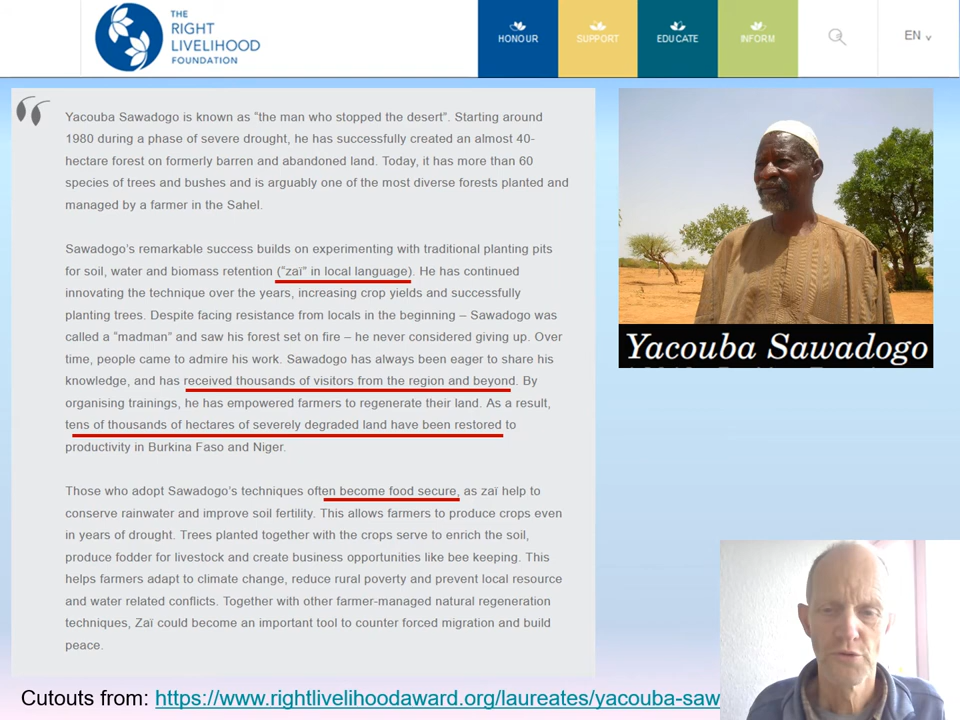 THE
RIGHT
LIVELIHOOD
FOUNDATION
HONOUR
SUPPORT
EDUCATE
INFORM
EN
Yacouba Sawadogo is known as “the man who stopped the desert”. Starting around
1980 during a phase of severe drought, he has successfully created an almost 40-
hectare forest on formerly barren and abandoned land. Today, it has more than 60
species of trees and bushes and is arguably one of the most diverse forests planted and
managed by a farmer in the Sahel.
Sawadogo’s remarkable success builds on experimenting with traditional planting pits
for soil, water and biomass retention (“zaï” in local language). He has continued
innovating the technique over the years, increasing crop yields and successfully
planting trees. Despite facing resistance from locals in the beginning – Sawadogo was
called a “madman” and saw his forest set on fire – he never considered giving up. Over
time, people came to admire his work. Sawadogo has always been eager to share his
knowledge, and has received thousands of visitors from the region and beyond. By
organising trainings, he has empowered farmers to regenerate their land. As a result,
tens of thousands of hectares of severely degraded land have been restored to
productivity in Burkina Faso and Niger.
Those who adopt Sawadogo’s techniques often become food secure, as zaï help to
conserve rainwater and improve soil fertility. This allows farmers to produce crops even
in years of drought. Trees planted together with the crops serve to enrich the soil,
produce fodder for livestock and create business opportunities like bee keeping. This
helps farmers adapt to climate change, reduce rural poverty and prevent local resource
and water related conflicts. Together with other farmer-managed natural regeneration
techniques, Zaï could become an important tool to counter forced migration and build
peace.
Yacouba Sawadogo
Cutouts from: https://www.rightlivelihoodaward.org/laureates/yacouba-saw